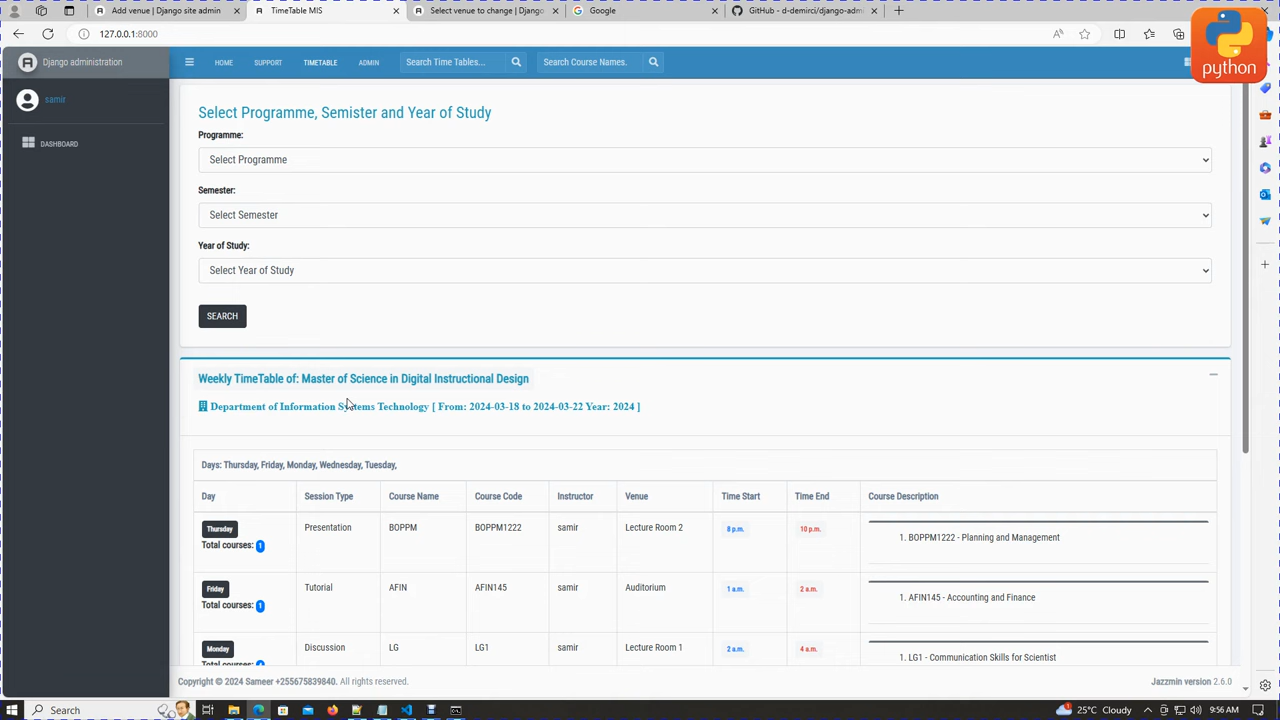 Add venue | Django site admin
TimeTable MIS
Select venue to change | Django
Google
GitHub - d-demirci/django-adm
127.0.0.1:8000
python
Django administration
HOME
SUPPORT
TIMETABLE
ADMIN
Search Time Tables...
Search Course Names.
samir
DASHBOARD
Select Programme, Semister and Year of Study
Programme:
Select Programme
Semester:
Select Semester
Year of Study:
Select Year of Study
SEARCH
Weekly TimeTable of: Master of Science in Digital Instructional Design
Department of Information Systems Technology [ From: 2024-03-18 to 2024-03-22 Year: 2024 ]
Days: Thursday, Friday, Monday, Wednesday, Tuesday,
Day Session Type Course Name Course Code Instructor Venue Time Start Time End Course Description
Thursday Presentation BOPPM BOPPM1222 samir Lecture Room 2 8 p.m. 10 p.m. 1. BOPPM1222 - Planning and Management
Total courses: 1
Friday Tutorial AFIN AFIN145 samir Auditorium 1 a.m. 2 a.m. 1. AFIN145 - Accounting and Finance
Total courses: 1
Monday Discussion LG LG1 samir Lecture Room 1 2 a.m. 4 a.m. 1. LG1 - Communication Skills for Scientist
Total courses:
Copyright © 2024 Sameer +255675839840. All rights reserved.
Jazzmin version 2.6.0
Search
1
25°C Cloudy
9:56 AM